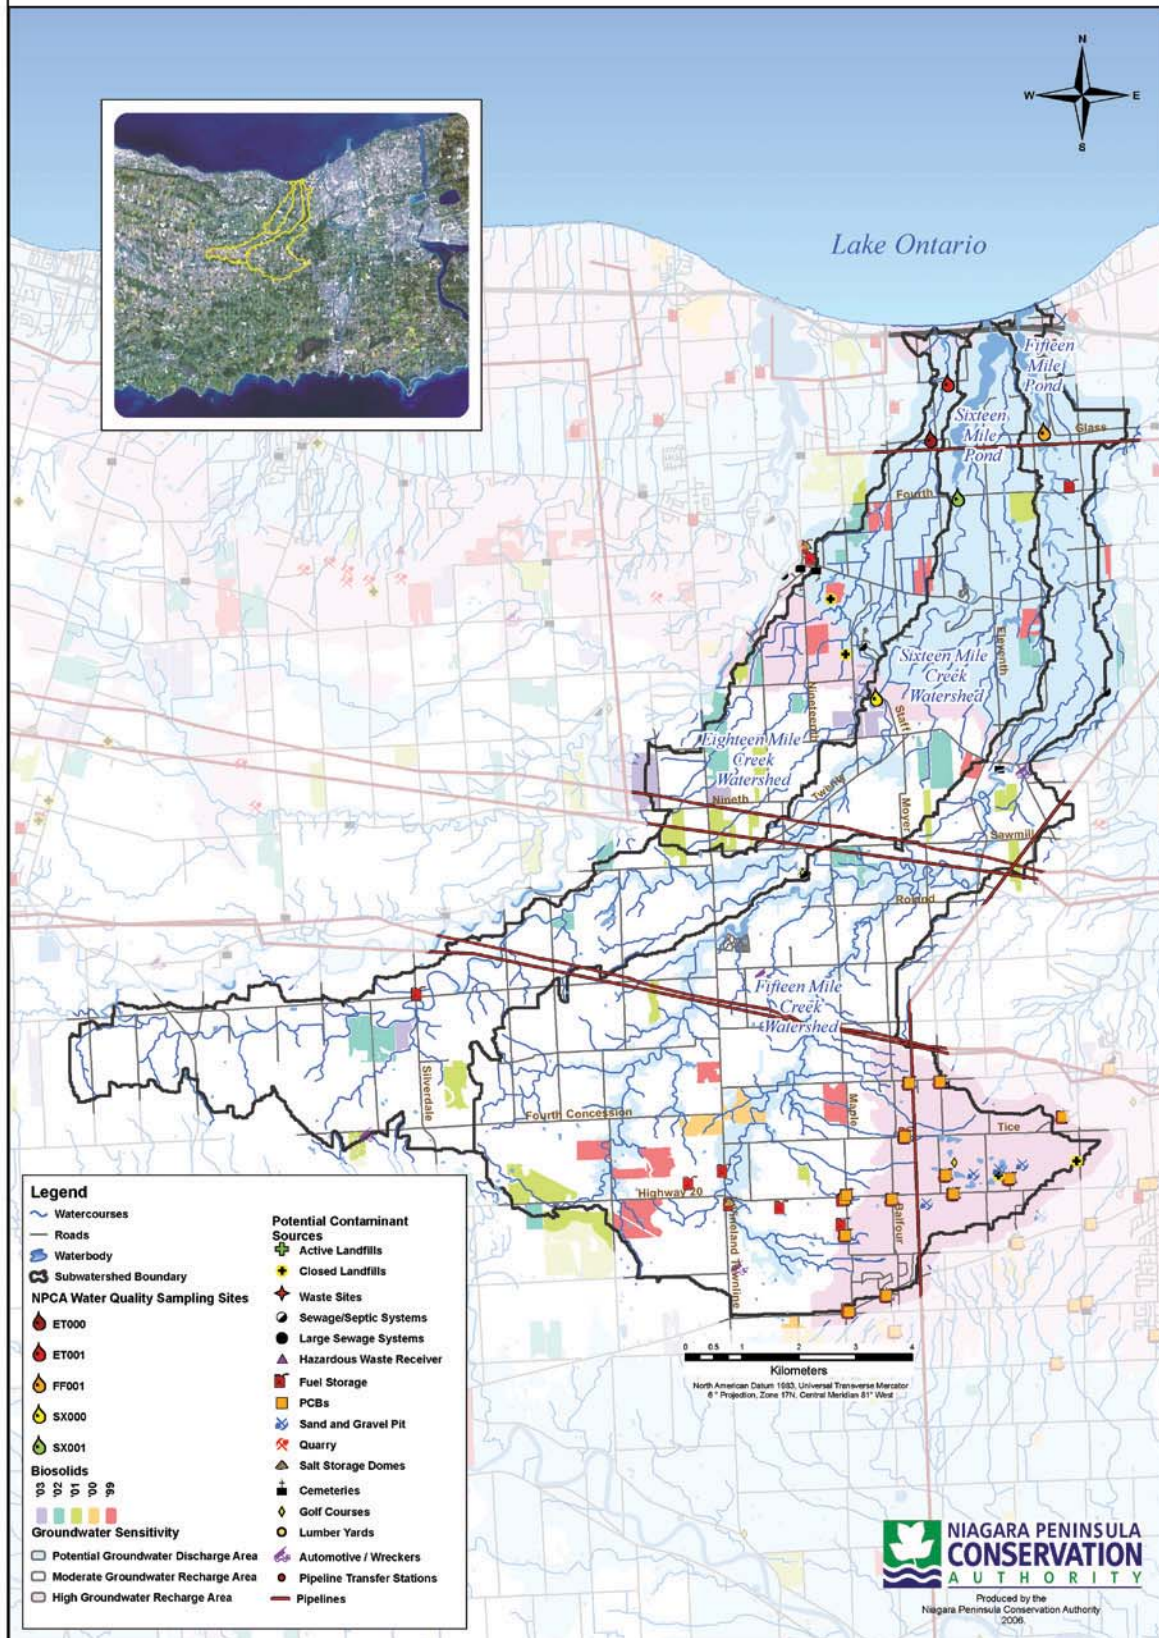 N
W
E
S
Lake Ontario
Fifteen
Mile
Pond
Sixteen
Mile
Pond
Glass
Fourth
Eleventh
Sixteen Mile
Creek
Watershed
Nineteenth
Staff
Eighteen Mile
Creek
Watershed
Twenty
Nineth
Moyer
Sawmill
Roland
Fifteen Mile
Creek
Watershed
Silverdale
Fourth Concession
Maple
Tice
Highway 20
Vineland Townline
Balfour
Legend
Watercourses
Roads
Waterbody
Subwatershed Boundary
NPCA Water Quality Sampling Sites
ET000
ET001
FF001
SX000
SX001
Biosolids
'03
'02
'01
'00
'99
Groundwater Sensitivity
Potential Groundwater Discharge Area
Moderate Groundwater Recharge Area
High Groundwater Recharge Area
Potential Contaminant
Sources
Active Landfills
Closed Landfills
Waste Sites
Sewage/Septic Systems
Large Sewage Systems
Hazardous Waste Receiver
Fuel Storage
PCBs
Sand and Gravel Pit
Quarry
Salt Storage Domes
Cemeteries
Golf Courses
Lumber Yards
Automotive / Wreckers
Pipeline Transfer Stations
Pipelines
0 0.5 1 2 3 4
Kilometers
North American Datum 1983, Universal Transverse Mercator
6° Projection, Zone 17N, Central Meridian 81° West
NIAGARA PENINSULA
CONSERVATION
AUTHORITY
Produced by the
Niagara Peninsula Conservation Authority
2006.